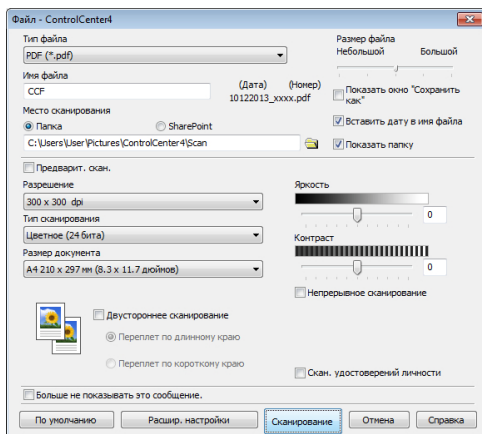 Файл - ControlCenter4
Тип файла
PDF (*.pdf)
Размер файла
Небольшой Большой
Имя файла
CCF
(Дата) (Номер)
10122013_xxxx.pdf
Показать окно "Сохранить как"
Место сканирования
Папка SharePoint
Вставить дату в имя файла
C:\Users\User\Pictures\ControlCenter4\Scan
Показать папку
Предварит. скан.
Разрешение
300 x 300 dpi
Яркость
0
Тип сканирования
Цветное (24 бита)
Контраст
0
Размер документа
A4 210 x 297 мм (8.3 x 11.7 дюймов)
Непрерывное сканирование
Двустороннее сканирование
Переплет по длинному краю
Переплет по короткому краю
Скан. удостоверений личности
Больше не показывать это сообщение.
По умолчанию Расшир. настройки Сканирование Отмена Справка